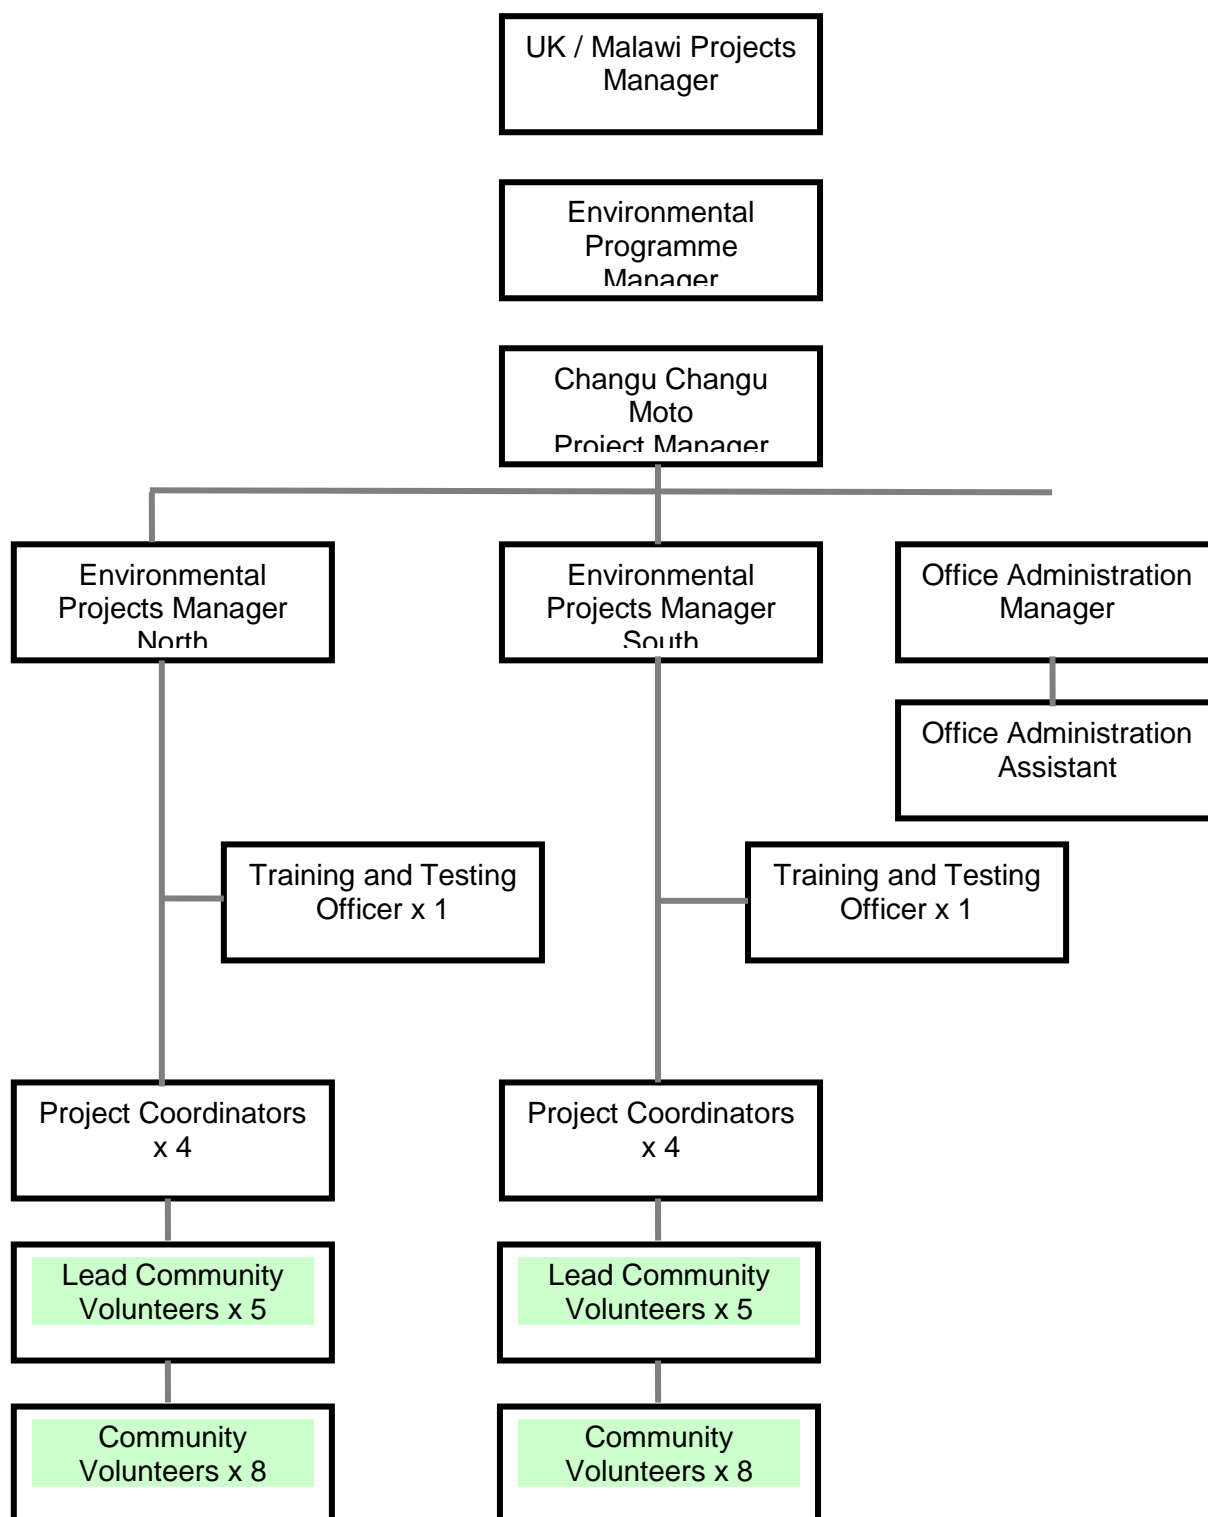 UK / Malawi Projects
Manager
Environmental
Programme
Manager
Changu Changu
Moto
Project Manager
Environmental
Projects Manager
North
Environmental
Projects Manager
South
Office Administration
Manager
Office Administration
Assistant
Training and Testing
Officer x 1
Training and Testing
Officer x 1
Project Coordinators
x 4
Project Coordinators
x 4
Lead Community
Volunteers x 5
Lead Community
Volunteers x 5
Community
Volunteers x 8
Community
Volunteers x 8